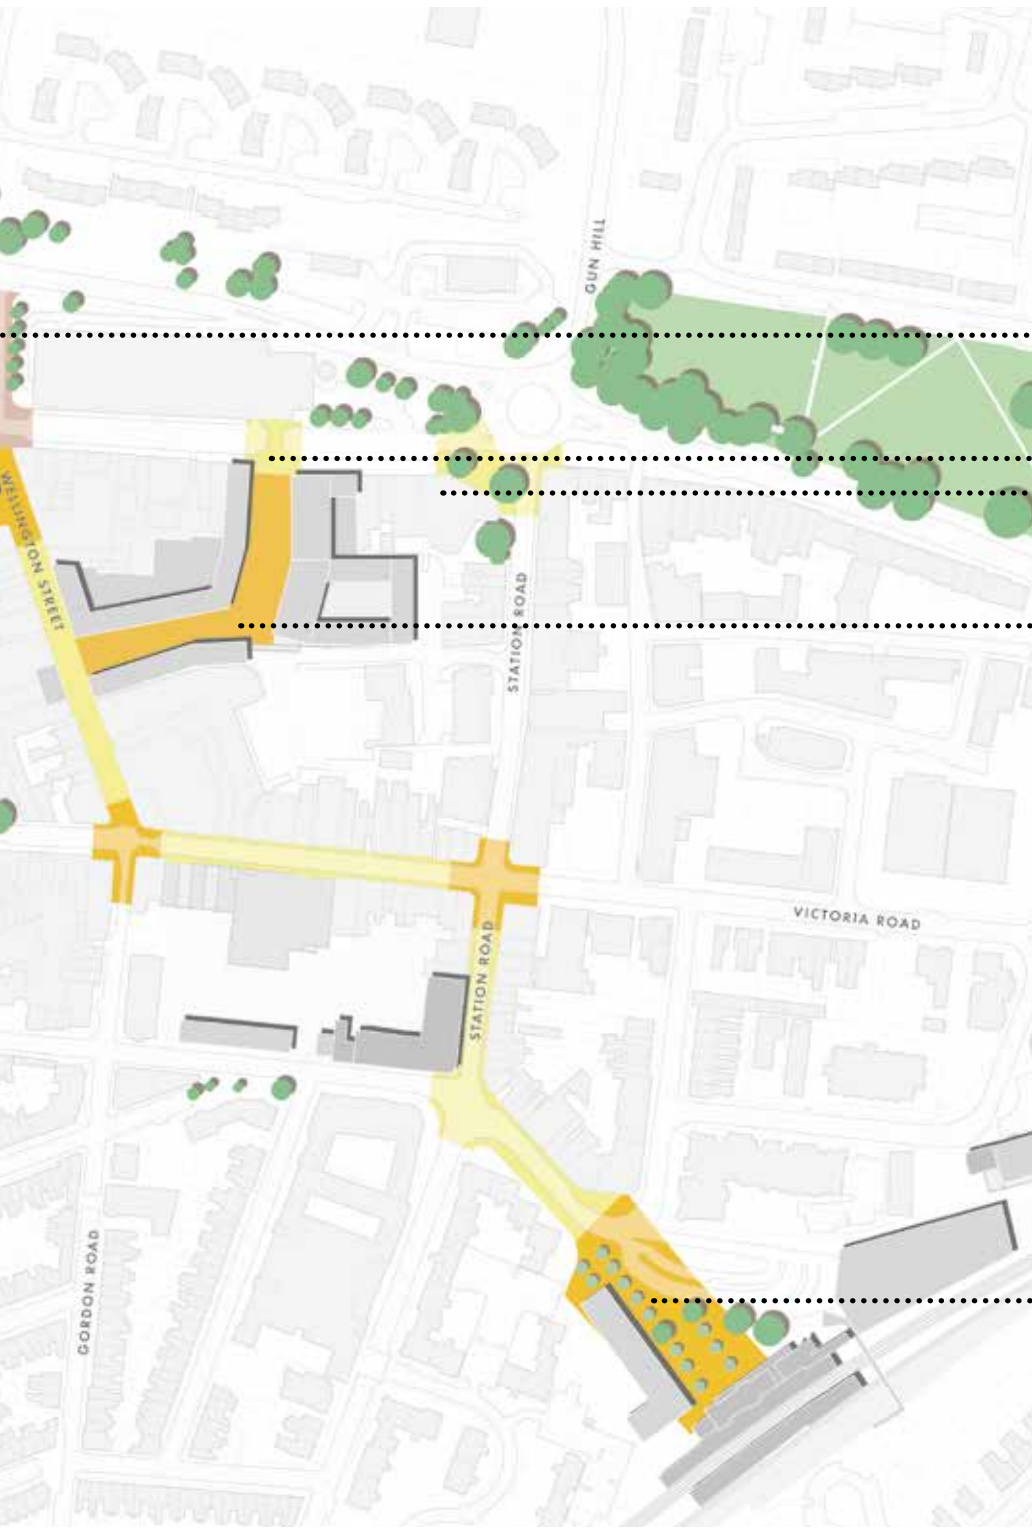 GUN HILL
WELLINGTON STREET
STATION ROAD
VICTORIA ROAD
STATION ROAD
GORDON ROAD